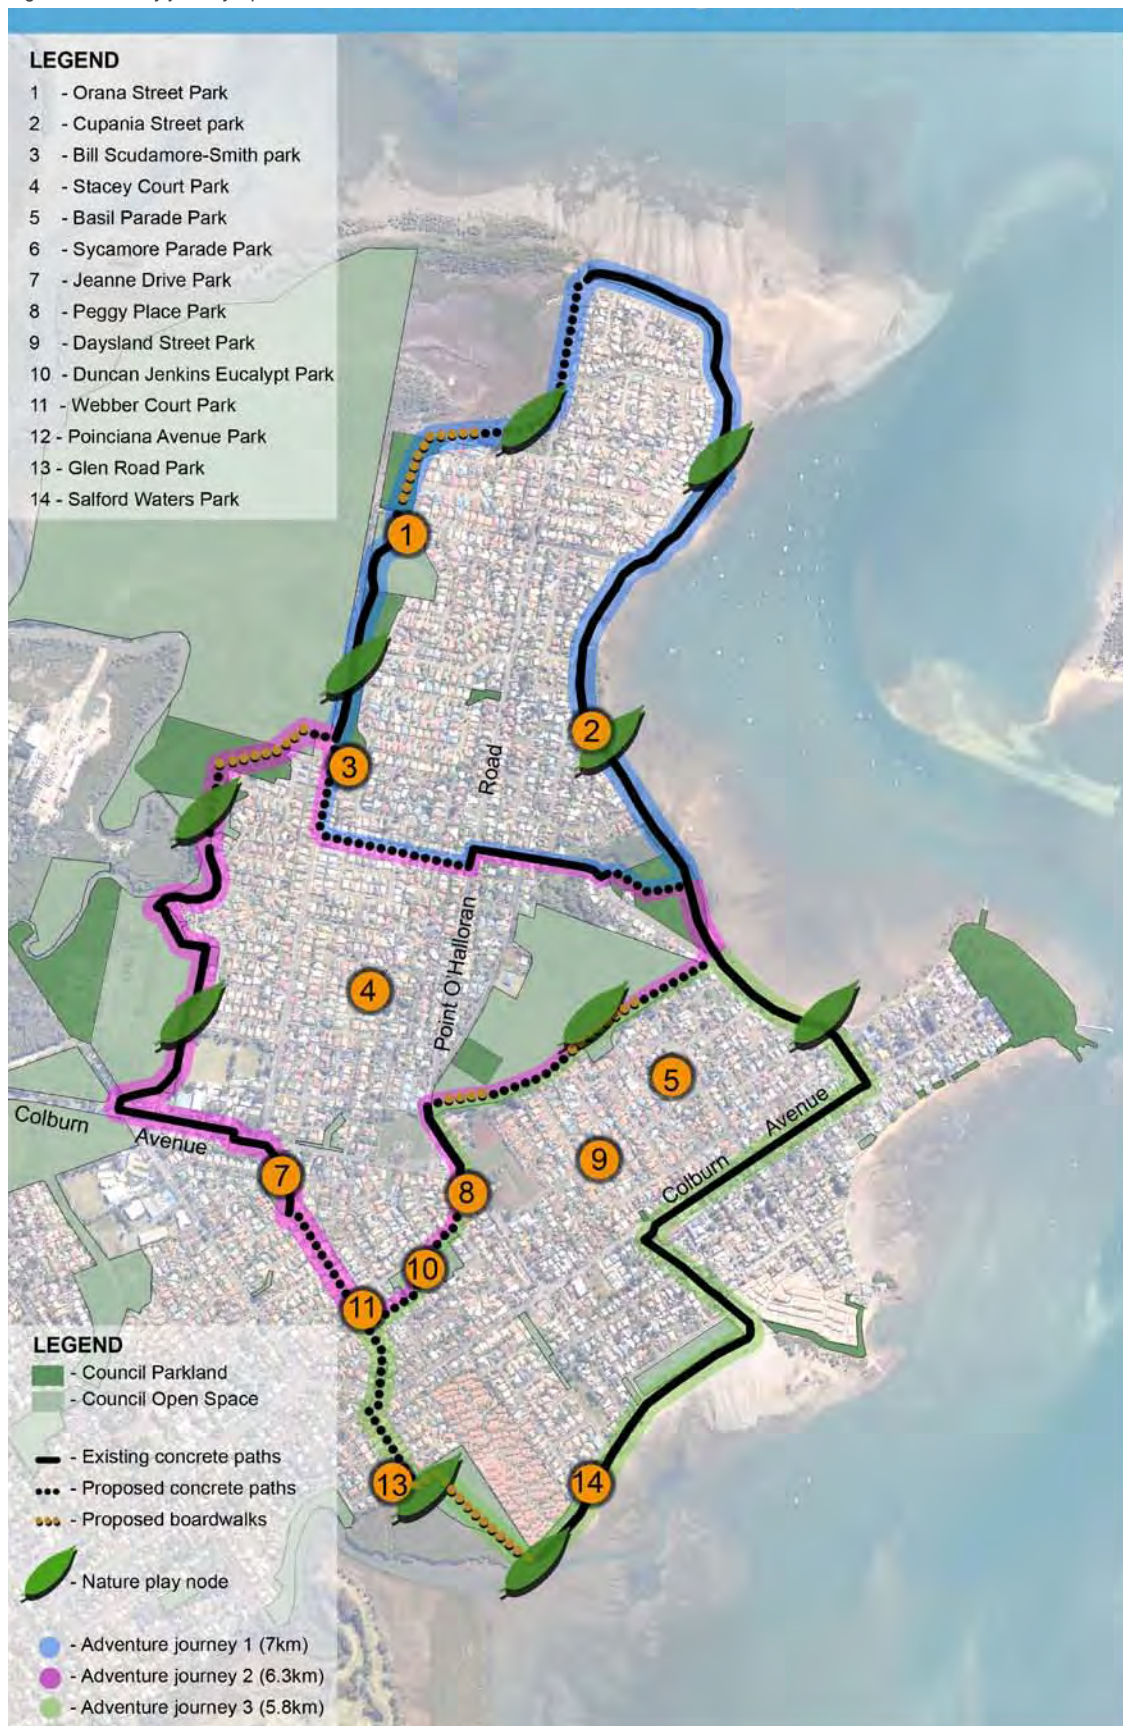 LEGEND
1 - Orana Street Park
2 - Cupania Street park
3 - Bill Scudamore-Smith park
4 - Stacey Court Park
5 - Basil Parade Park
6 - Sycamore Parade Park
7 - Jeanne Drive Park
8 - Peggy Place Park
9 - Daysland Street Park
10 - Duncan Jenkins Eucalypt Park
11 - Webber Court Park
12 - Poinciana Avenue Park
13 - Glen Road Park
14 - Salford Waters Park
1
2
3
Road
4
Point O'Halloran
5
Colburn Avenue
Colburn Avenue
7
8
9
10
11
13
14
LEGEND
- Council Parkland
- Council Open Space
- Existing concrete paths
- Proposed concrete paths
- Proposed boardwalks
- Nature play node
- Adventure journey 1 (7km)
- Adventure journey 2 (6.3km)
- Adventure journey 3 (5.8km)